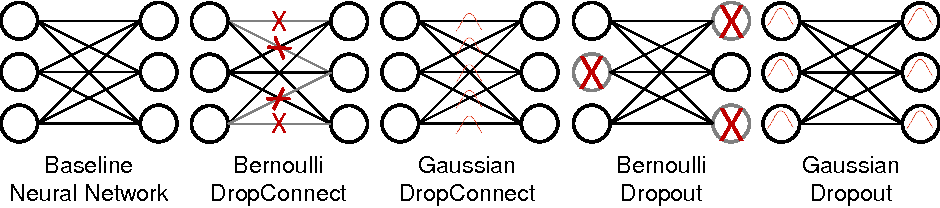 Baseline
Neural Network
Bernoulli
DropConnect
Gaussian
DropConnect
Bernoulli
Dropout
Gaussian
Dropout